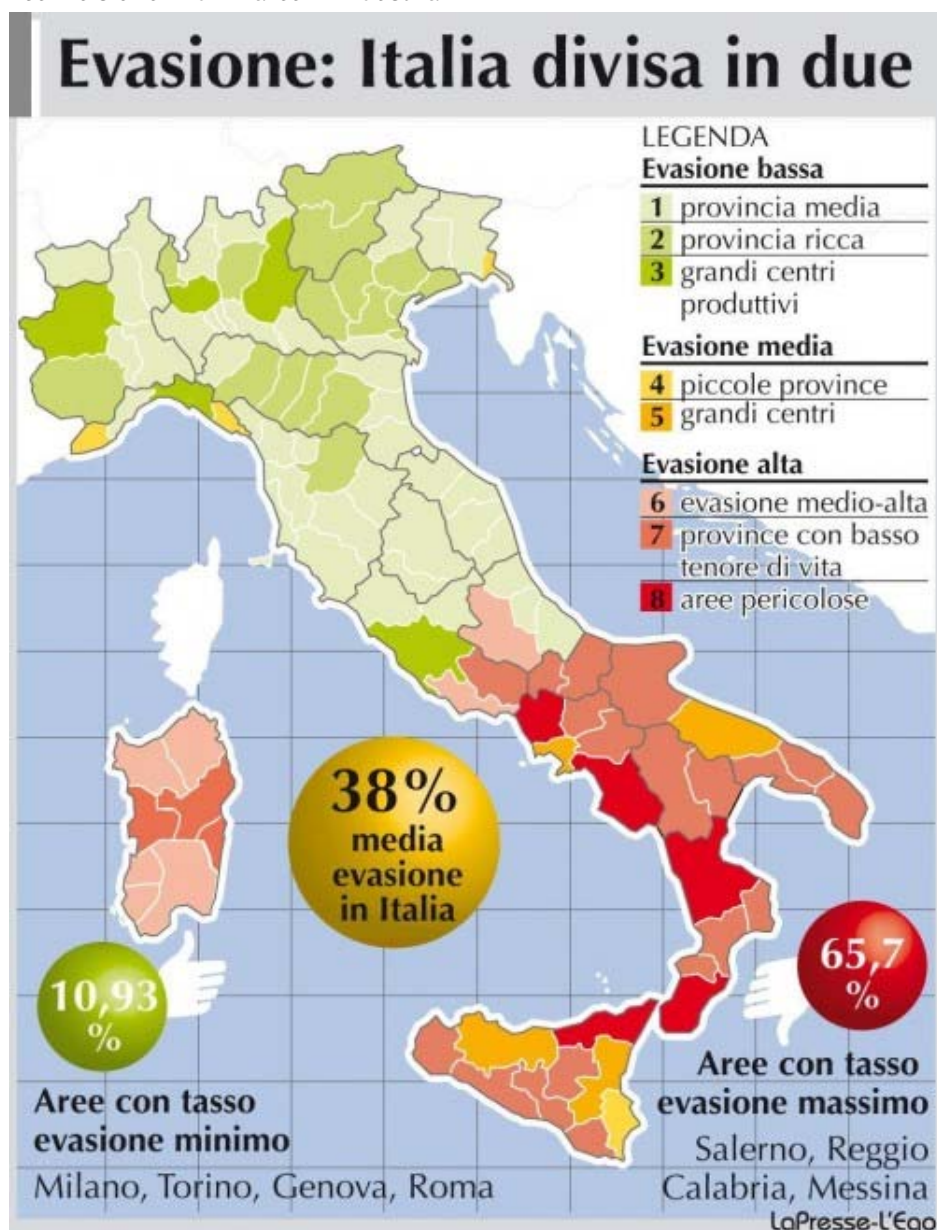 Evasione: Italia divisa in due
LEGENDA
Evasione bassa
1 provincia media
2 provincia ricca
3 grandi centri
produttivi
Evasione media
4 piccole province
5 grandi centri
Evasione alta
6 evasione medio-alta
7 province con basso
tenore di vita
8 aree pericolose
38%
media
evasione
in Italia
10,93
%
Aree con tasso
evasione minimo
Milano, Torino, Genova, Roma
65,7
%
Aree con tasso
evasione massimo
Salerno, Reggio
Calabria, Messina
LaPresse-L'Ego